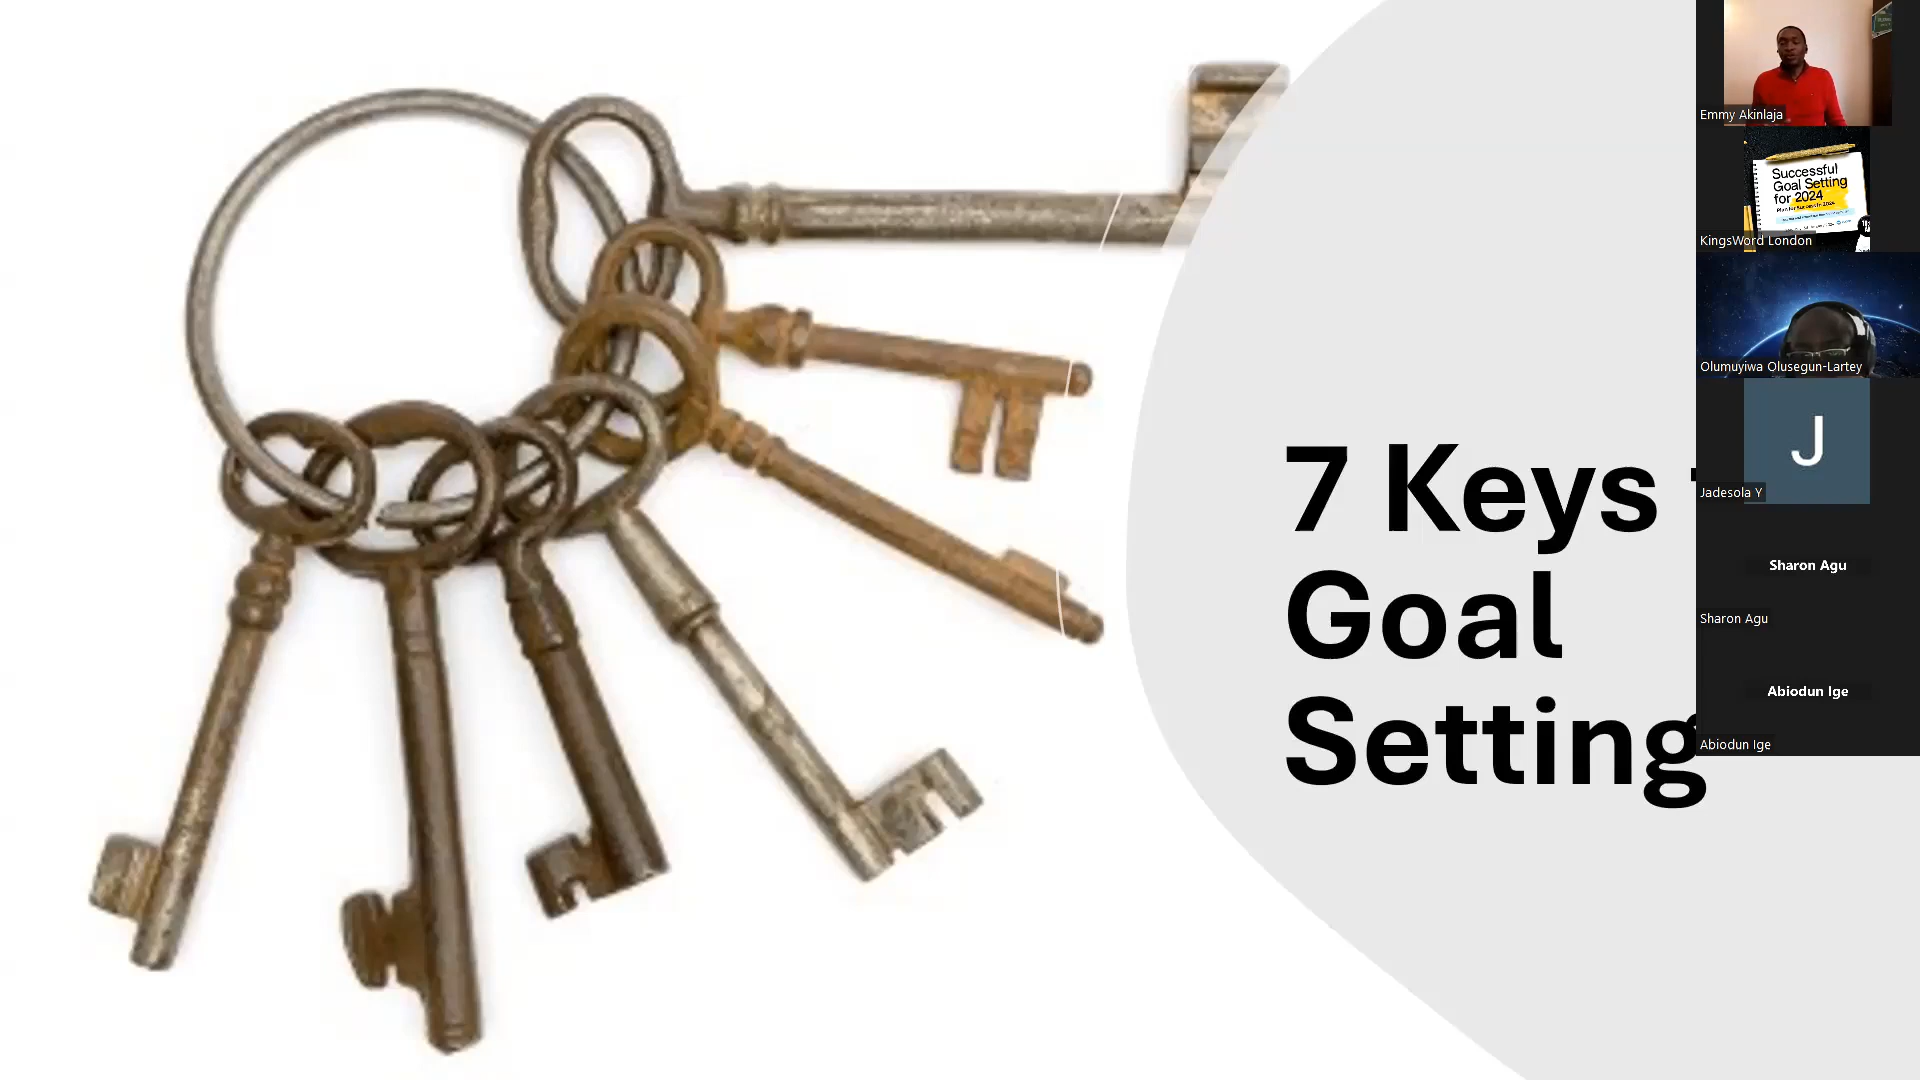 7 Keys
Goal
Setting
Emmy Akinlaja
Successful
Goal Setting
for 2024
KingsWord London
Olumuyiwa Olusegun-Lartey
J
Jadesola Y
Sharon Agu
Sharon Agu
Abiodun Ige
Abiodun Ige